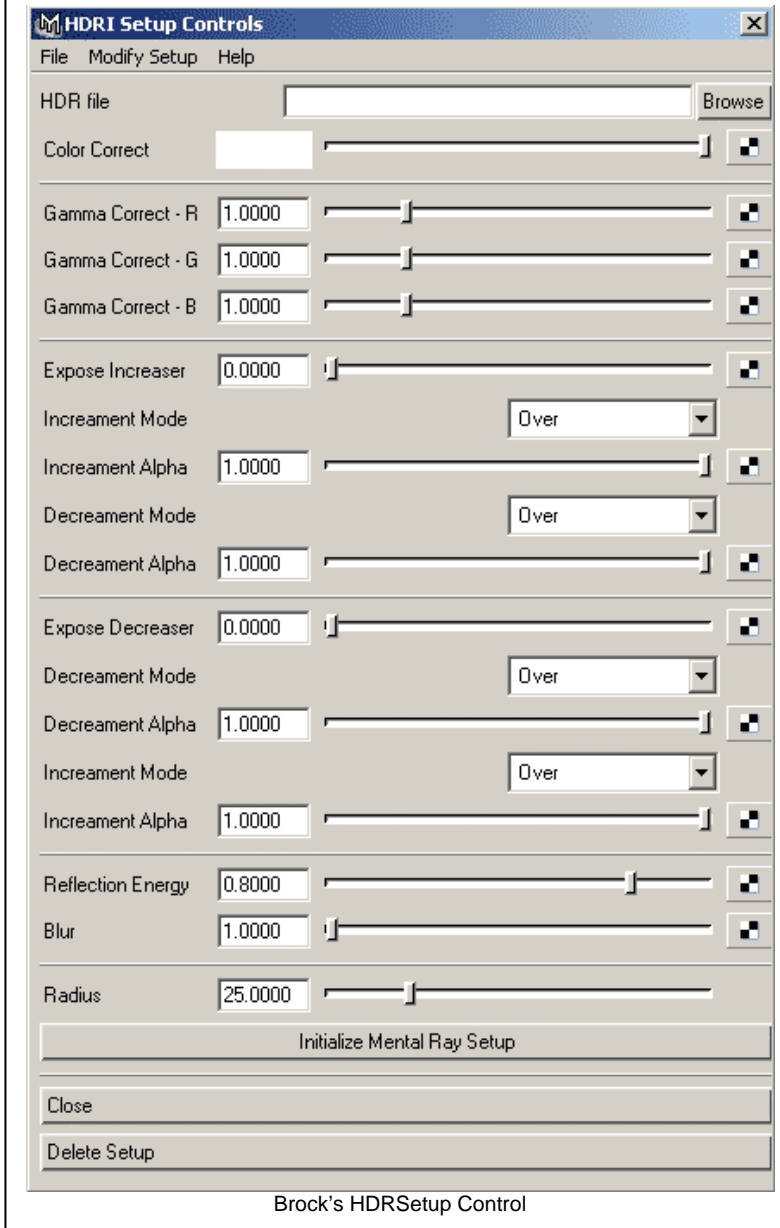 HDRI Setup Controls
File Modify Setup Help
HDR file Browse
Color Correct
Gamma Correct - R 1.0000
Gamma Correct - G 1.0000
Gamma Correct - B 1.0000
Expose Increaser 0.0000
Increament Mode Over
Increament Alpha 1.0000
Decreament Mode Over
Decreament Alpha 1.0000
Expose Decreaser 0.0000
Decreament Mode Over
Decreament Alpha 1.0000
Increament Mode Over
Increament Alpha 1.0000
Reflection Energy 0.8000
Blur 1.0000
Radius 25.0000
Initialize Mental Ray Setup
Close
Delete Setup
Brock's HDRSetup Control